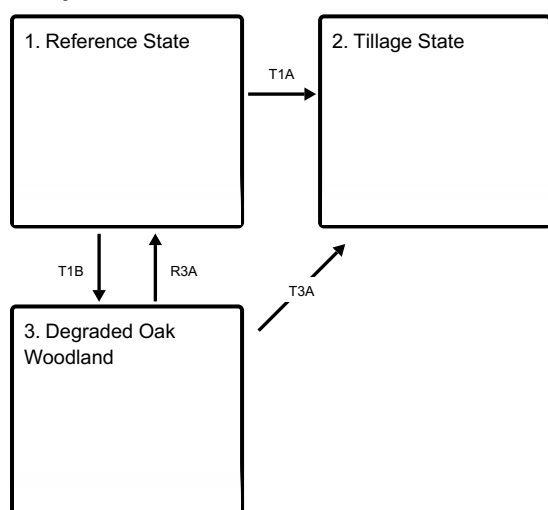 1. Reference State
2. Tillage State
T1A
T1B
R3A
T3A
3. Degraded Oak
Woodland